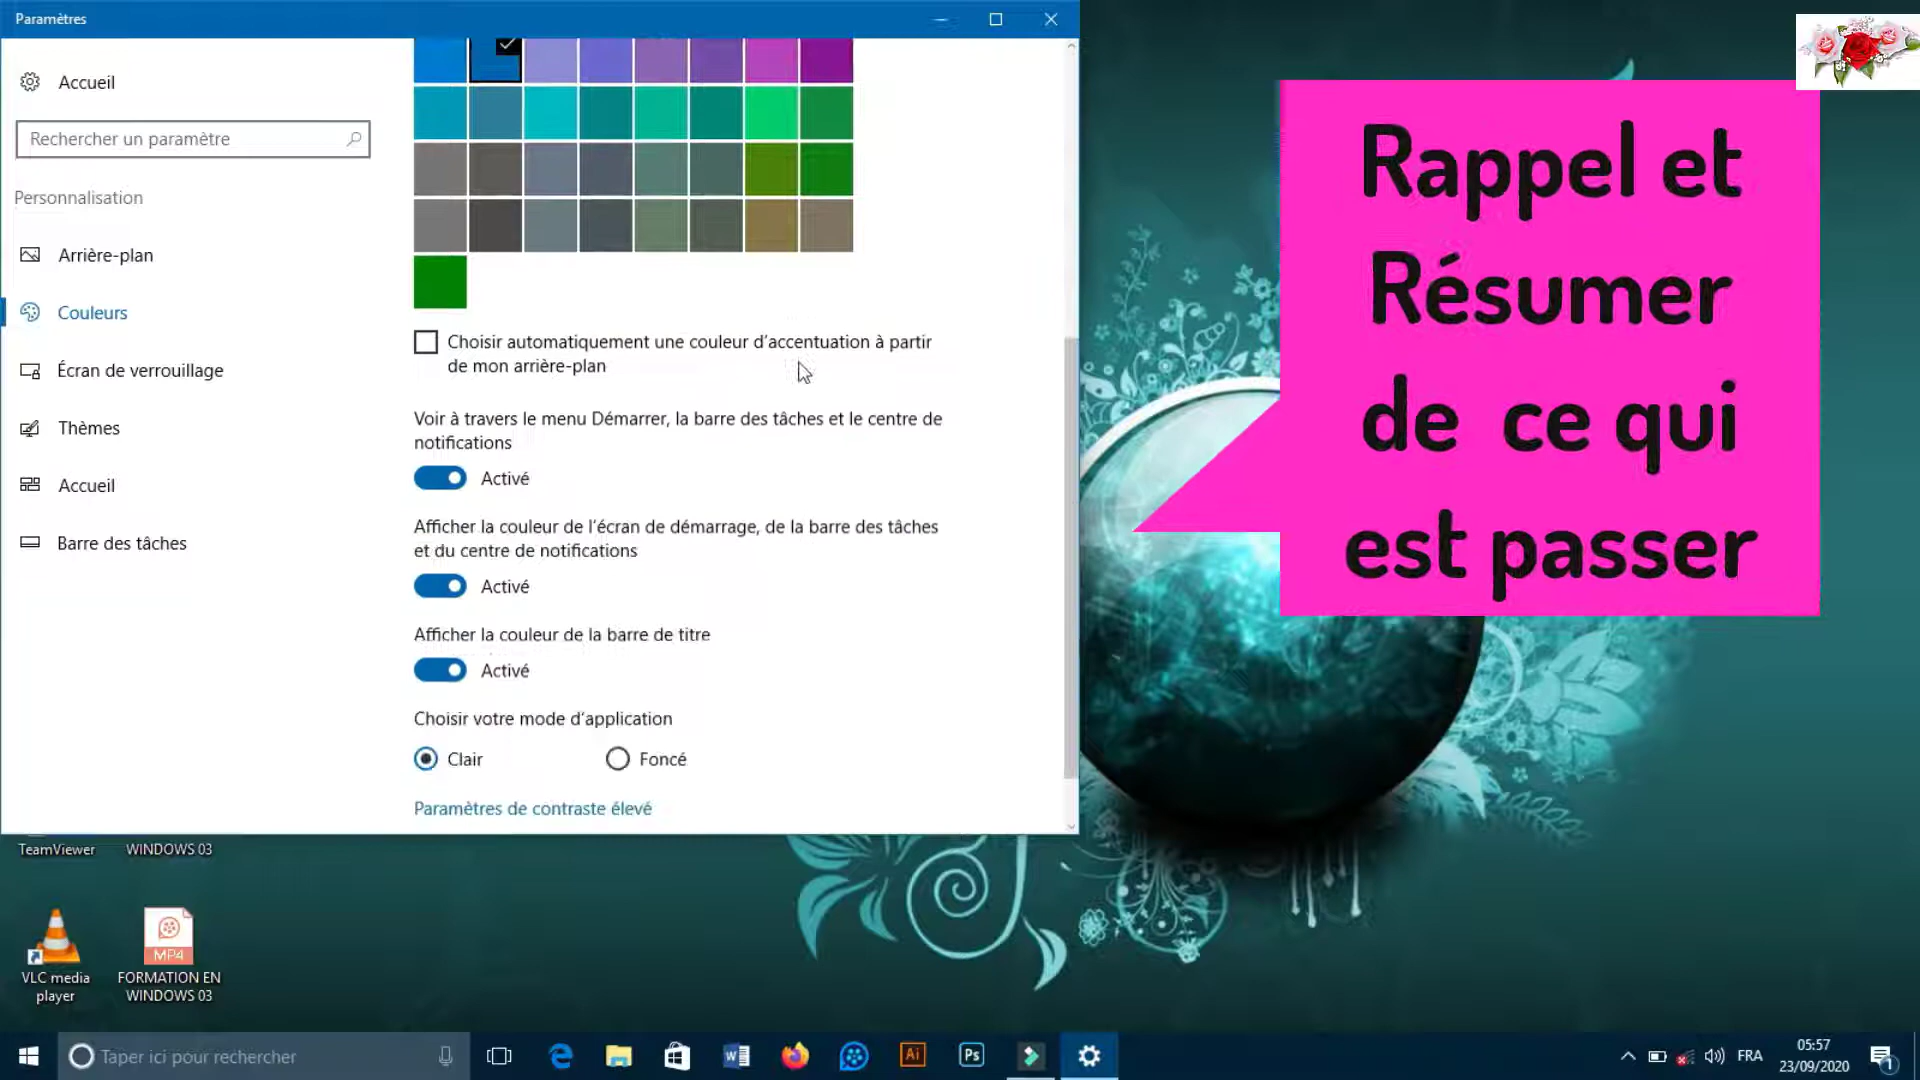 Paramètres
Accueil
Rechercher un paramètre
Personnalisation
Arrière-plan
Couleurs
Écran de verrouillage
Thèmes
Accueil
Barre des tâches
Choisir automatiquement une couleur d'accentuation à partir
de mon arrière-plan
Voir à travers le menu Démarrer, la barre des tâches et le centre de
notifications
Activé
Afficher la couleur de l'écran de démarrage, de la barre des tâches
et du centre de notifications
Activé
Afficher la couleur de la barre de titre
Activé
Choisir votre mode d'application
Clair
Foncé
Paramètres de contraste élevé
Rappel et
Résumer
de ce qui
est passer
TeamViewer
WINDOWS 03
MP4
VLC media
player
FORMATION EN
WINDOWS 03
Taper ici pour rechercher
Ai
Ps
FRA
05:57
23/09/2020
1